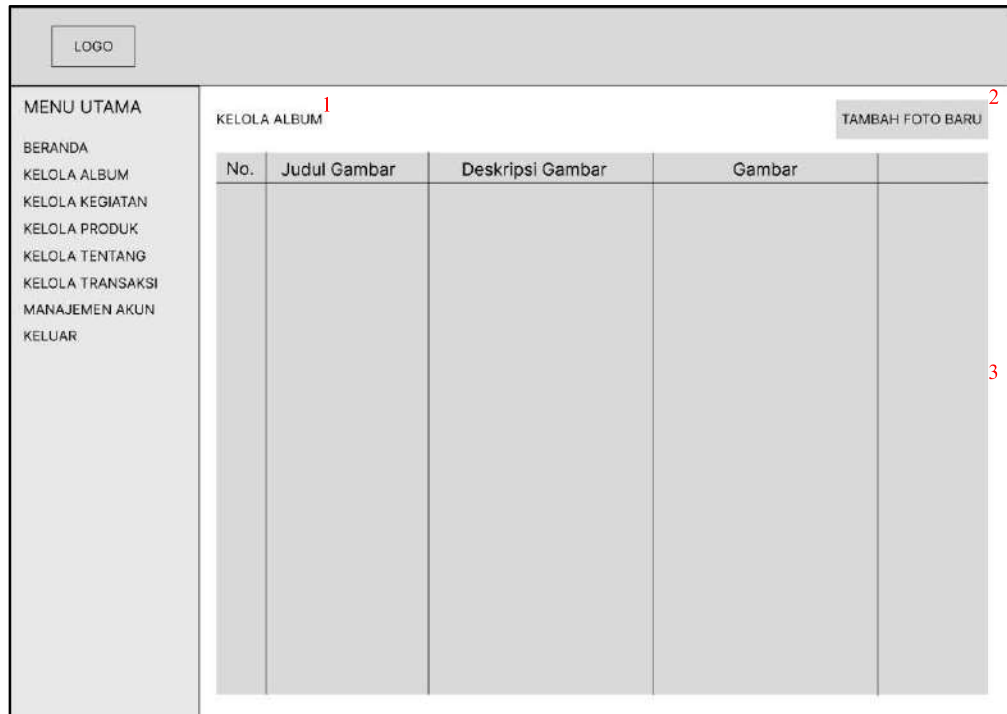 LOGO
MENU UTAMA
BERANDA
KELOLA ALBUM
KELOLA KEGIATAN
KELOLA PRODUK
KELOLA TENTANG
KELOLA TRANSAKSI
MANAJEMEN AKUN
KELUAR
KELOLA ALBUM 1
TAMBAH FOTO BARU 2
No. Judul Gambar Deskripsi Gambar Gambar
3